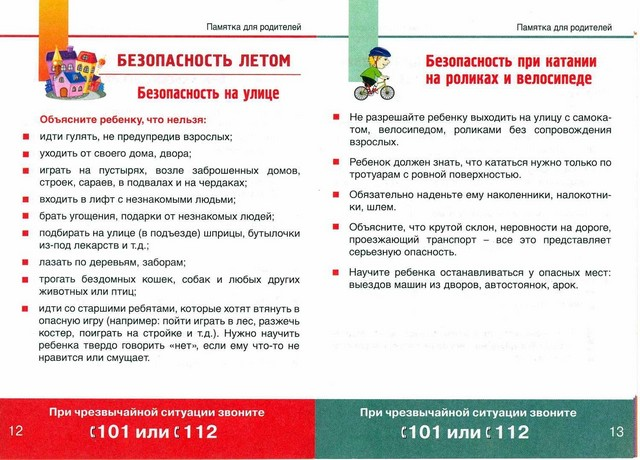 Памятка для родителей
БЕЗОПАСНОСТЬ ЛЕТОМ
Безопасность на улице
Объясните ребенку, что нельзя:
идти гулять, не предупредив взрослых;
уходить от своего дома, двора;
играть на пустырях, возле заброшенных домов,
строек, сараев, в подвалах и на чердаках;
входить в лифт с незнакомыми людьми;
брать угощения, подарки от незнакомых людей;
подбирать на улице (в подъезде) шприцы, бутылочки
из-под лекарств и т.д.;
лазать по деревьям, заборам;
трогать бездомных кошек, собак и любых других
животных или птиц;
идти со старшими ребятами, которые хотят втянуть в
опасную игру (например: пойти играть в лес, разжечь
костер, поиграть на стройке и т.д.). Нужно научить
ребенка твердо говорить «нет», если ему что-то не
нравится или смущает.
При чрезвычайной ситуации звоните
101 или 112
12
Памятка для родителей
Безопасность при катании
на роликах и велосипеде
Не разрешайте ребенку выходить на улицу с самока-
том, велосипедом, роликами без сопровождения
взрослых.
Ребенок должен знать, что кататься нужно только по
тротуарам с ровной поверхностью.
Обязательно наденьте ему наколенники, налокотни-
ки, шлем.
Объясните, что крутой склон, неровности на дороге,
проезжающий транспорт – все это представляет
серьезную опасность.
Научите ребенка останавливаться у опасных мест:
выездов машин из дворов, автостоянок, арок.
При чрезвычайной ситуации звоните
101 или 112
13